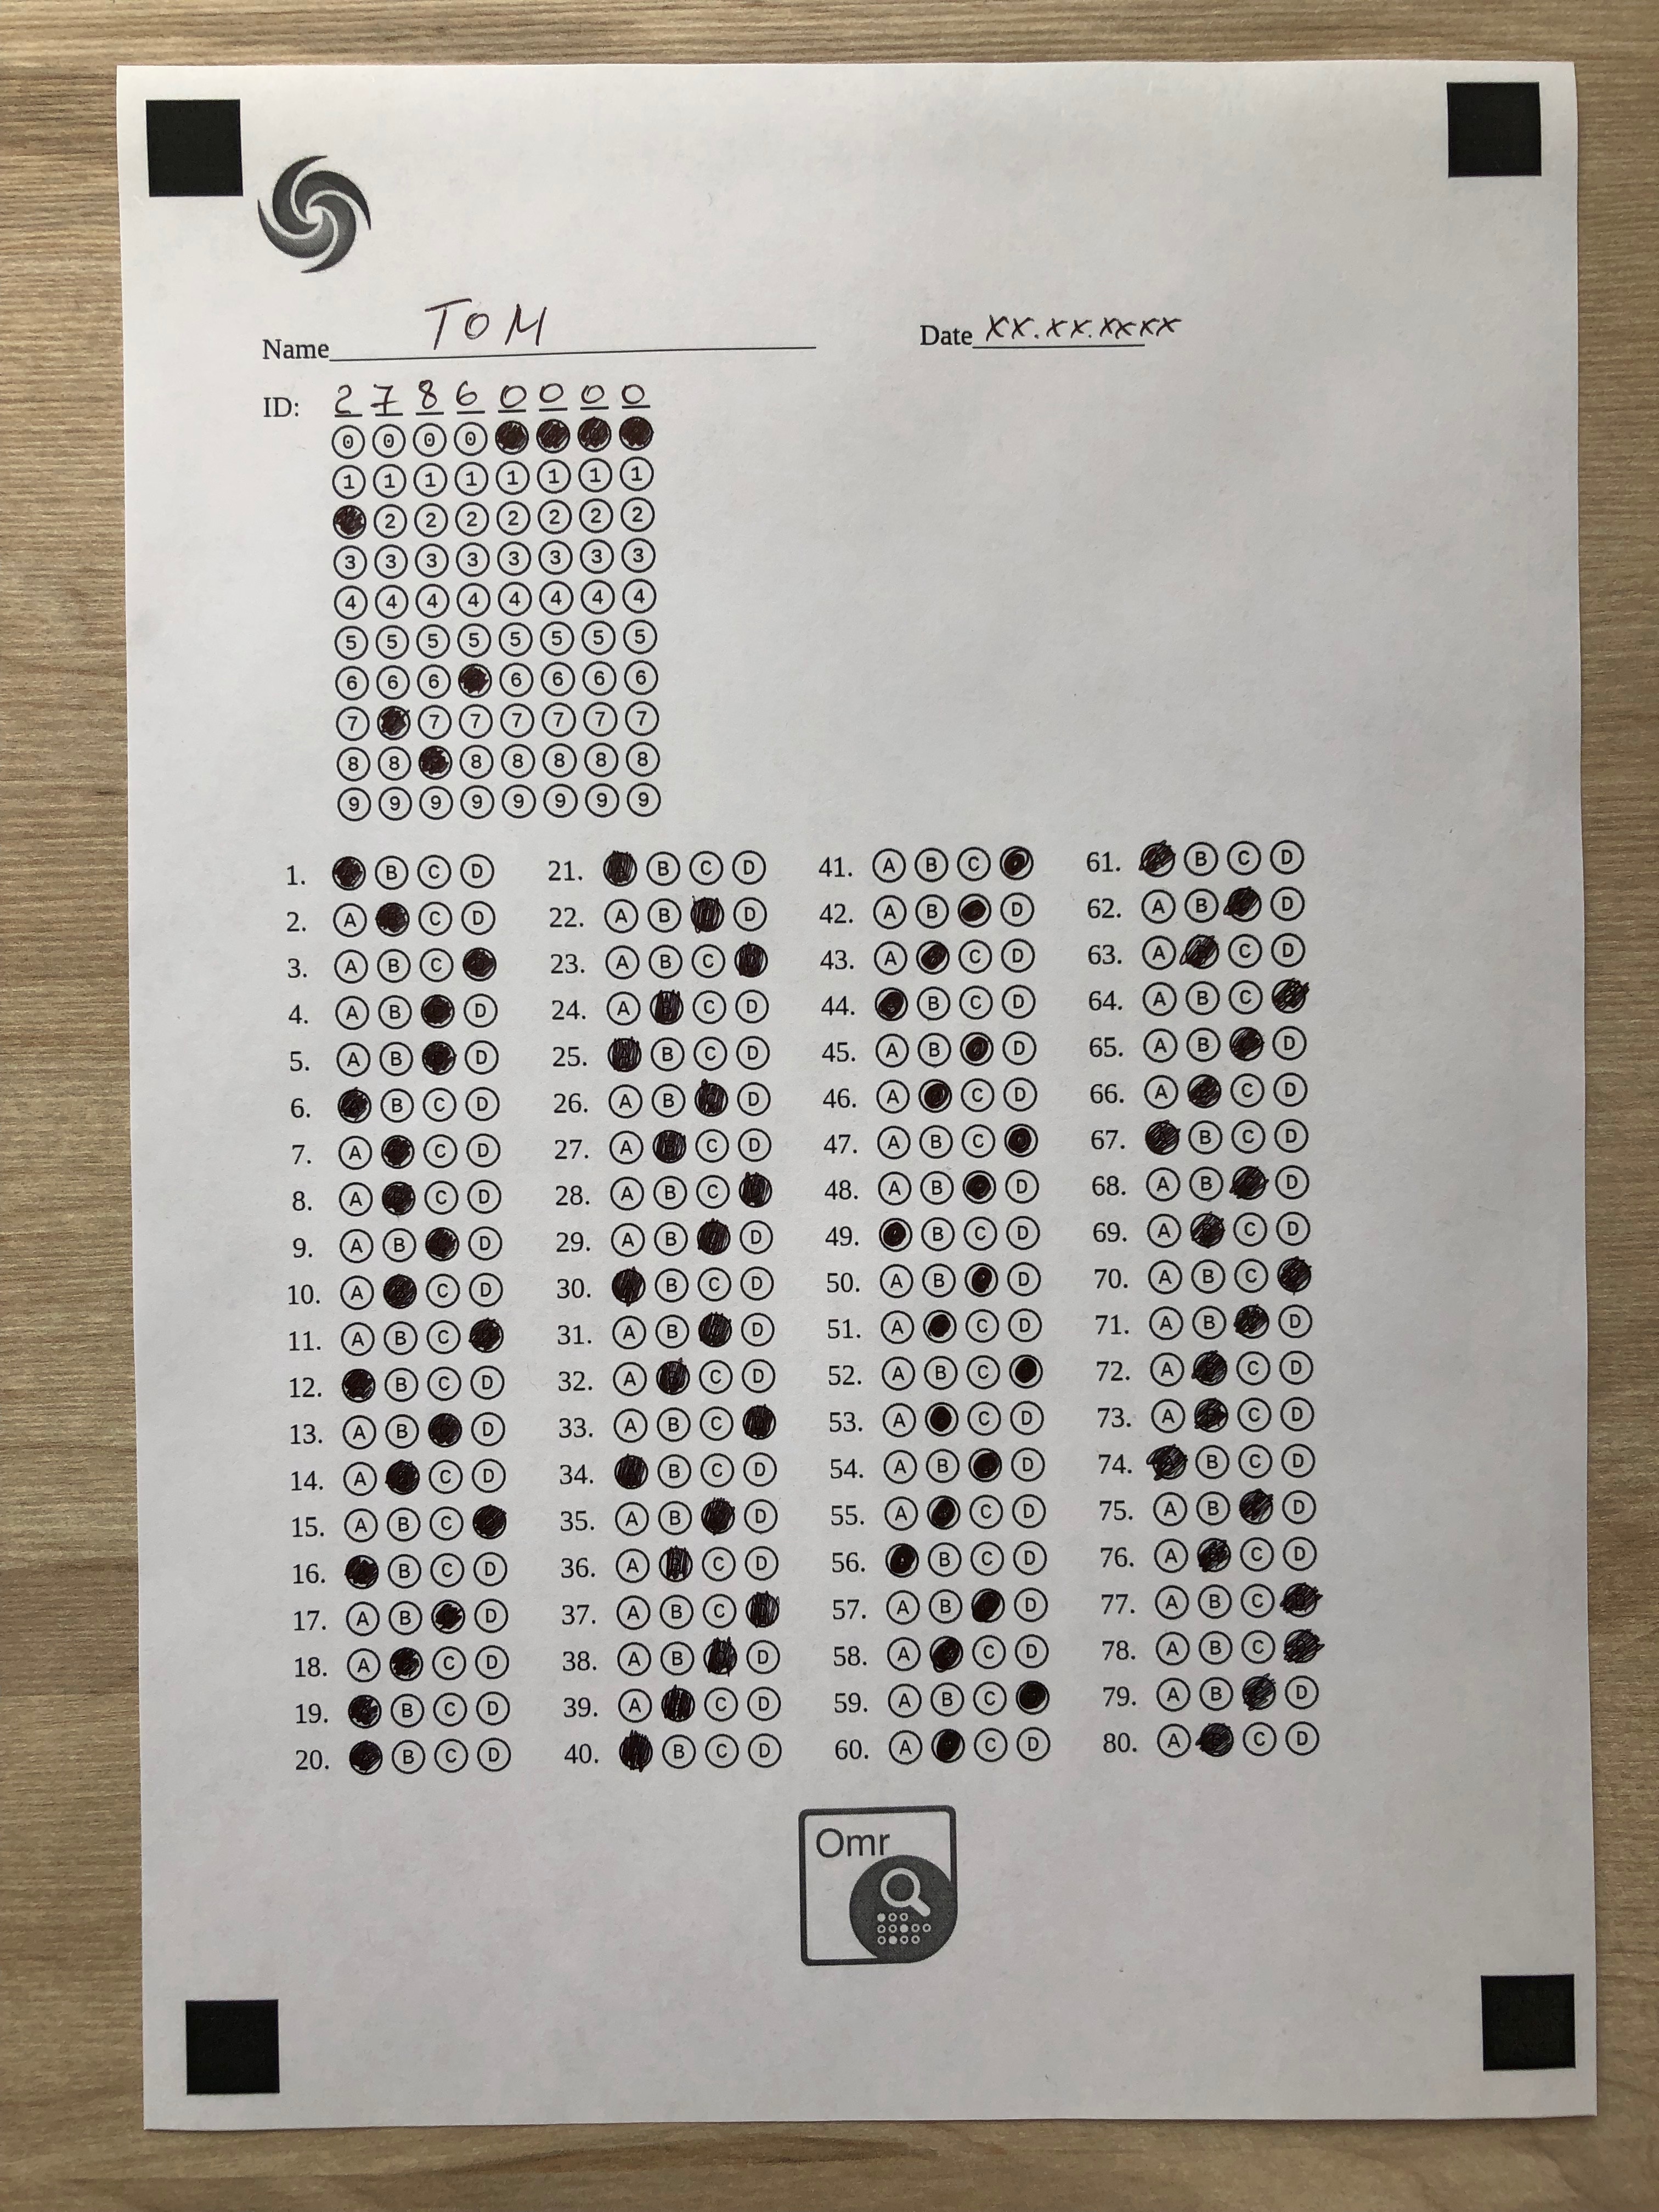 Name TOM Date XX.XX.XXXX
ID: 2 7 8 6 0 0 0 0
0 0 0 0
1 1 1 1 1 1 1 1
2 2 2 2 2 2 2
3 3 3 3 3 3 3 3
4 4 4 4 4 4 4 4
5 5 5 5 5 5 5 5
6 6 6 6 6 6 6
7 7 7 7 7 7 7
8 8 8 8 8 8 8
9 9 9 9 9 9 9 9
1. B C D 21. B C D 41. A B C 61. B C D
2. A C D 22. A B D 42. A B D 62. A B D
3. A B C 23. A B C 43. A C D 63. A C D
4. A B D 24. A C D 44. B C D 64. A B C
5. A B D 25. B C D 45. A B D 65. A B D
6. B C D 26. A B D 46. A C D 66. A C D
7. A C D 27. A C D 47. A B C 67. B C D
8. A C D 28. A B C 48. A B D 68. A B D
9. A B D 29. A B D 49. B C D 69. A C D
10. A C D 30. B C D 50. A B D 70. A B C
11. A B C 31. A B D 51. A C D 71. A B D
12. B C D 32. A C D 52. A B C 72. A C D
13. A B D 33. A B C 53. A C D 73. A C D
14. A C D 34. B C D 54. A B D 74. B C D
15. A B C 35. A B D 55. A C D 75. A B D
16. B C D 36. A C D 56. B C D 76. A C D
17. A B D 37. A B C 57. A B D 77. A B C
18. A C D 38. A B D 58. A C D 78. A B C
19. B C D 39. A C D 59. A B C 79. A B D
20. B C D 40. B C D 60. A C D 80. A C D
Omr